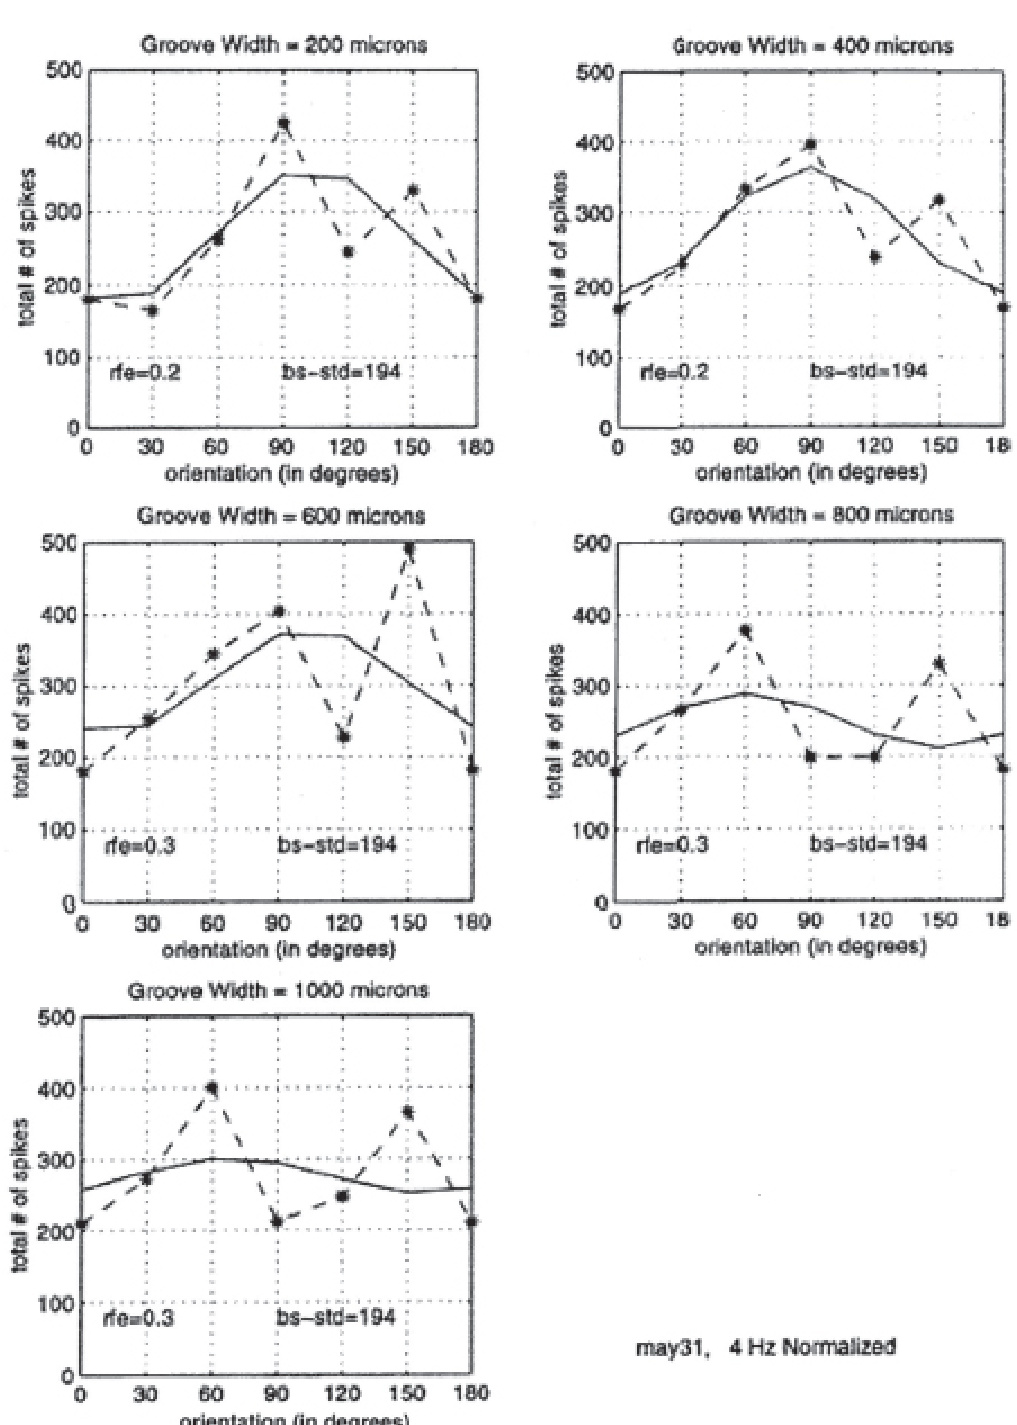 Groove Width = 200 microns
500
400
300
200
100
0
total # of spikes
rfe=0.2 bs-std=194
0 30 60 90 120 150 180
orientation (in degrees)
Groove Width = 400 microns
500
400
300
200
100
0
total # of spikes
rfe=0.2 bs-std=194
0 30 60 90 120 150 18
orientation (in degrees)
Groove Width = 600 microns
500
400
300
200
100
0
total # of spikes
rfe=0.3 bs-std=194
0 30 60 90 120 150 180
orientation (in degrees)
Groove Width = 800 microns
500
400
300
200
100
0
total # of spikes
rfe=0.3 bs-std=194
0 30 60 90 120 150 18
orientation (in degrees)
Groove Width = 1000 microns
500
400
300
200
100
0
total # of spikes
rfe=0.3 bs-std=194
0 30 60 90 120 150 180
orientation (in degrees)
may31, 4 Hz Normalized